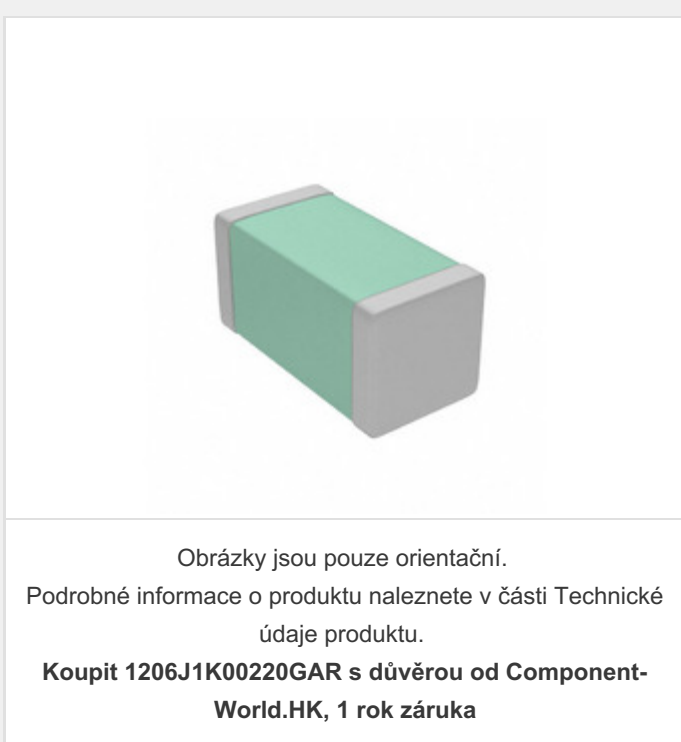 Obrázky jsou pouze orientační.
Podrobné informace o produktu naleznete v části Technické
údaje produktu.
Koupit 1206J1K00220GAR s důvěrou od Component-
World.HK, 1 rok záruka